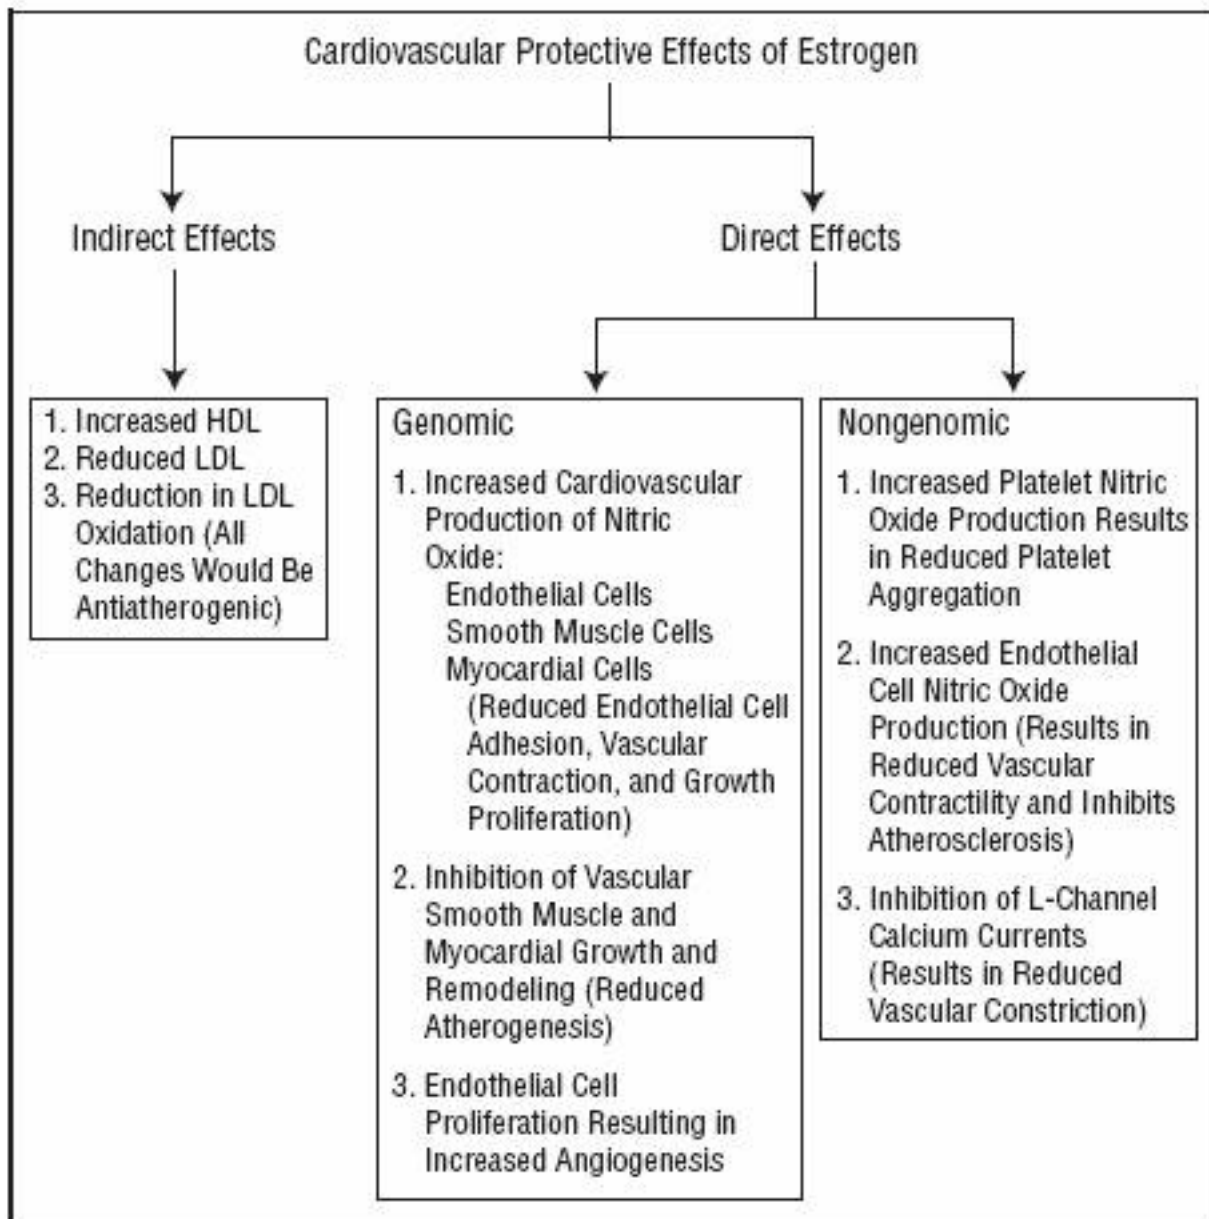 Cardiovascular Protective Effects of Estrogen
Indirect Effects
Direct Effects
1. Increased HDL
2. Reduced LDL
3. Reduction in LDL
Oxidation (All
Changes Would Be
Antiatherogenic)
Genomic
1. Increased Cardiovascular
Production of Nitric
Oxide:
Endothelial Cells
Smooth Muscle Cells
Myocardial Cells
(Reduced Endothelial Cell
Adhesion, Vascular
Contraction, and Growth
Proliferation)
2. Inhibition of Vascular
Smooth Muscle and
Myocardial Growth and
Remodeling (Reduced
Atherogenesis)
3. Endothelial Cell
Proliferation Resulting in
Increased Angiogenesis
Nongenomic
1. Increased Platelet Nitric
Oxide Production Results
in Reduced Platelet
Aggregation
2. Increased Endothelial
Cell Nitric Oxide
Production (Results in
Reduced Vascular
Contractility and Inhibits
Atherosclerosis)
3. Inhibition of L-Channel
Calcium Currents
(Results in Reduced
Vascular Constriction)